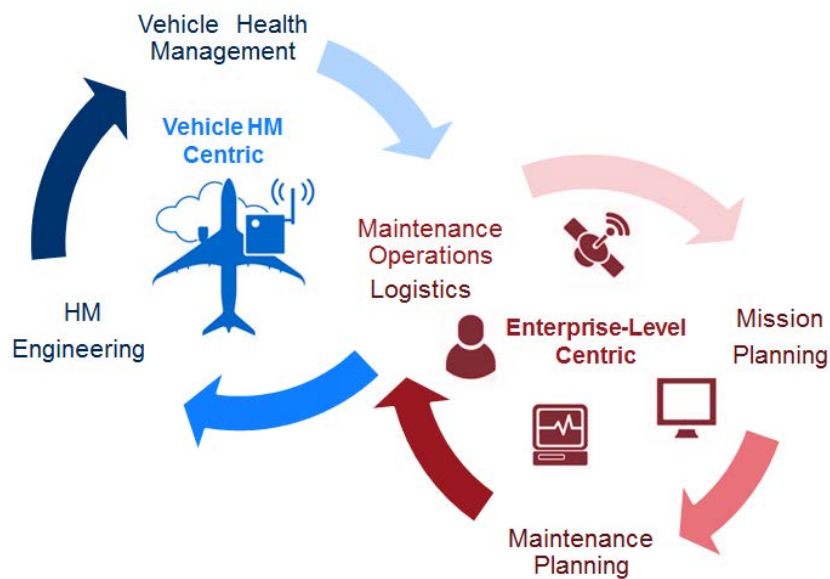 Vehicle Health
Management
Vehicle HM
Centric
Maintenance
Operations
Logistics
HM
Engineering
Enterprise-Level
Centric
Mission
Planning
Maintenance
Planning